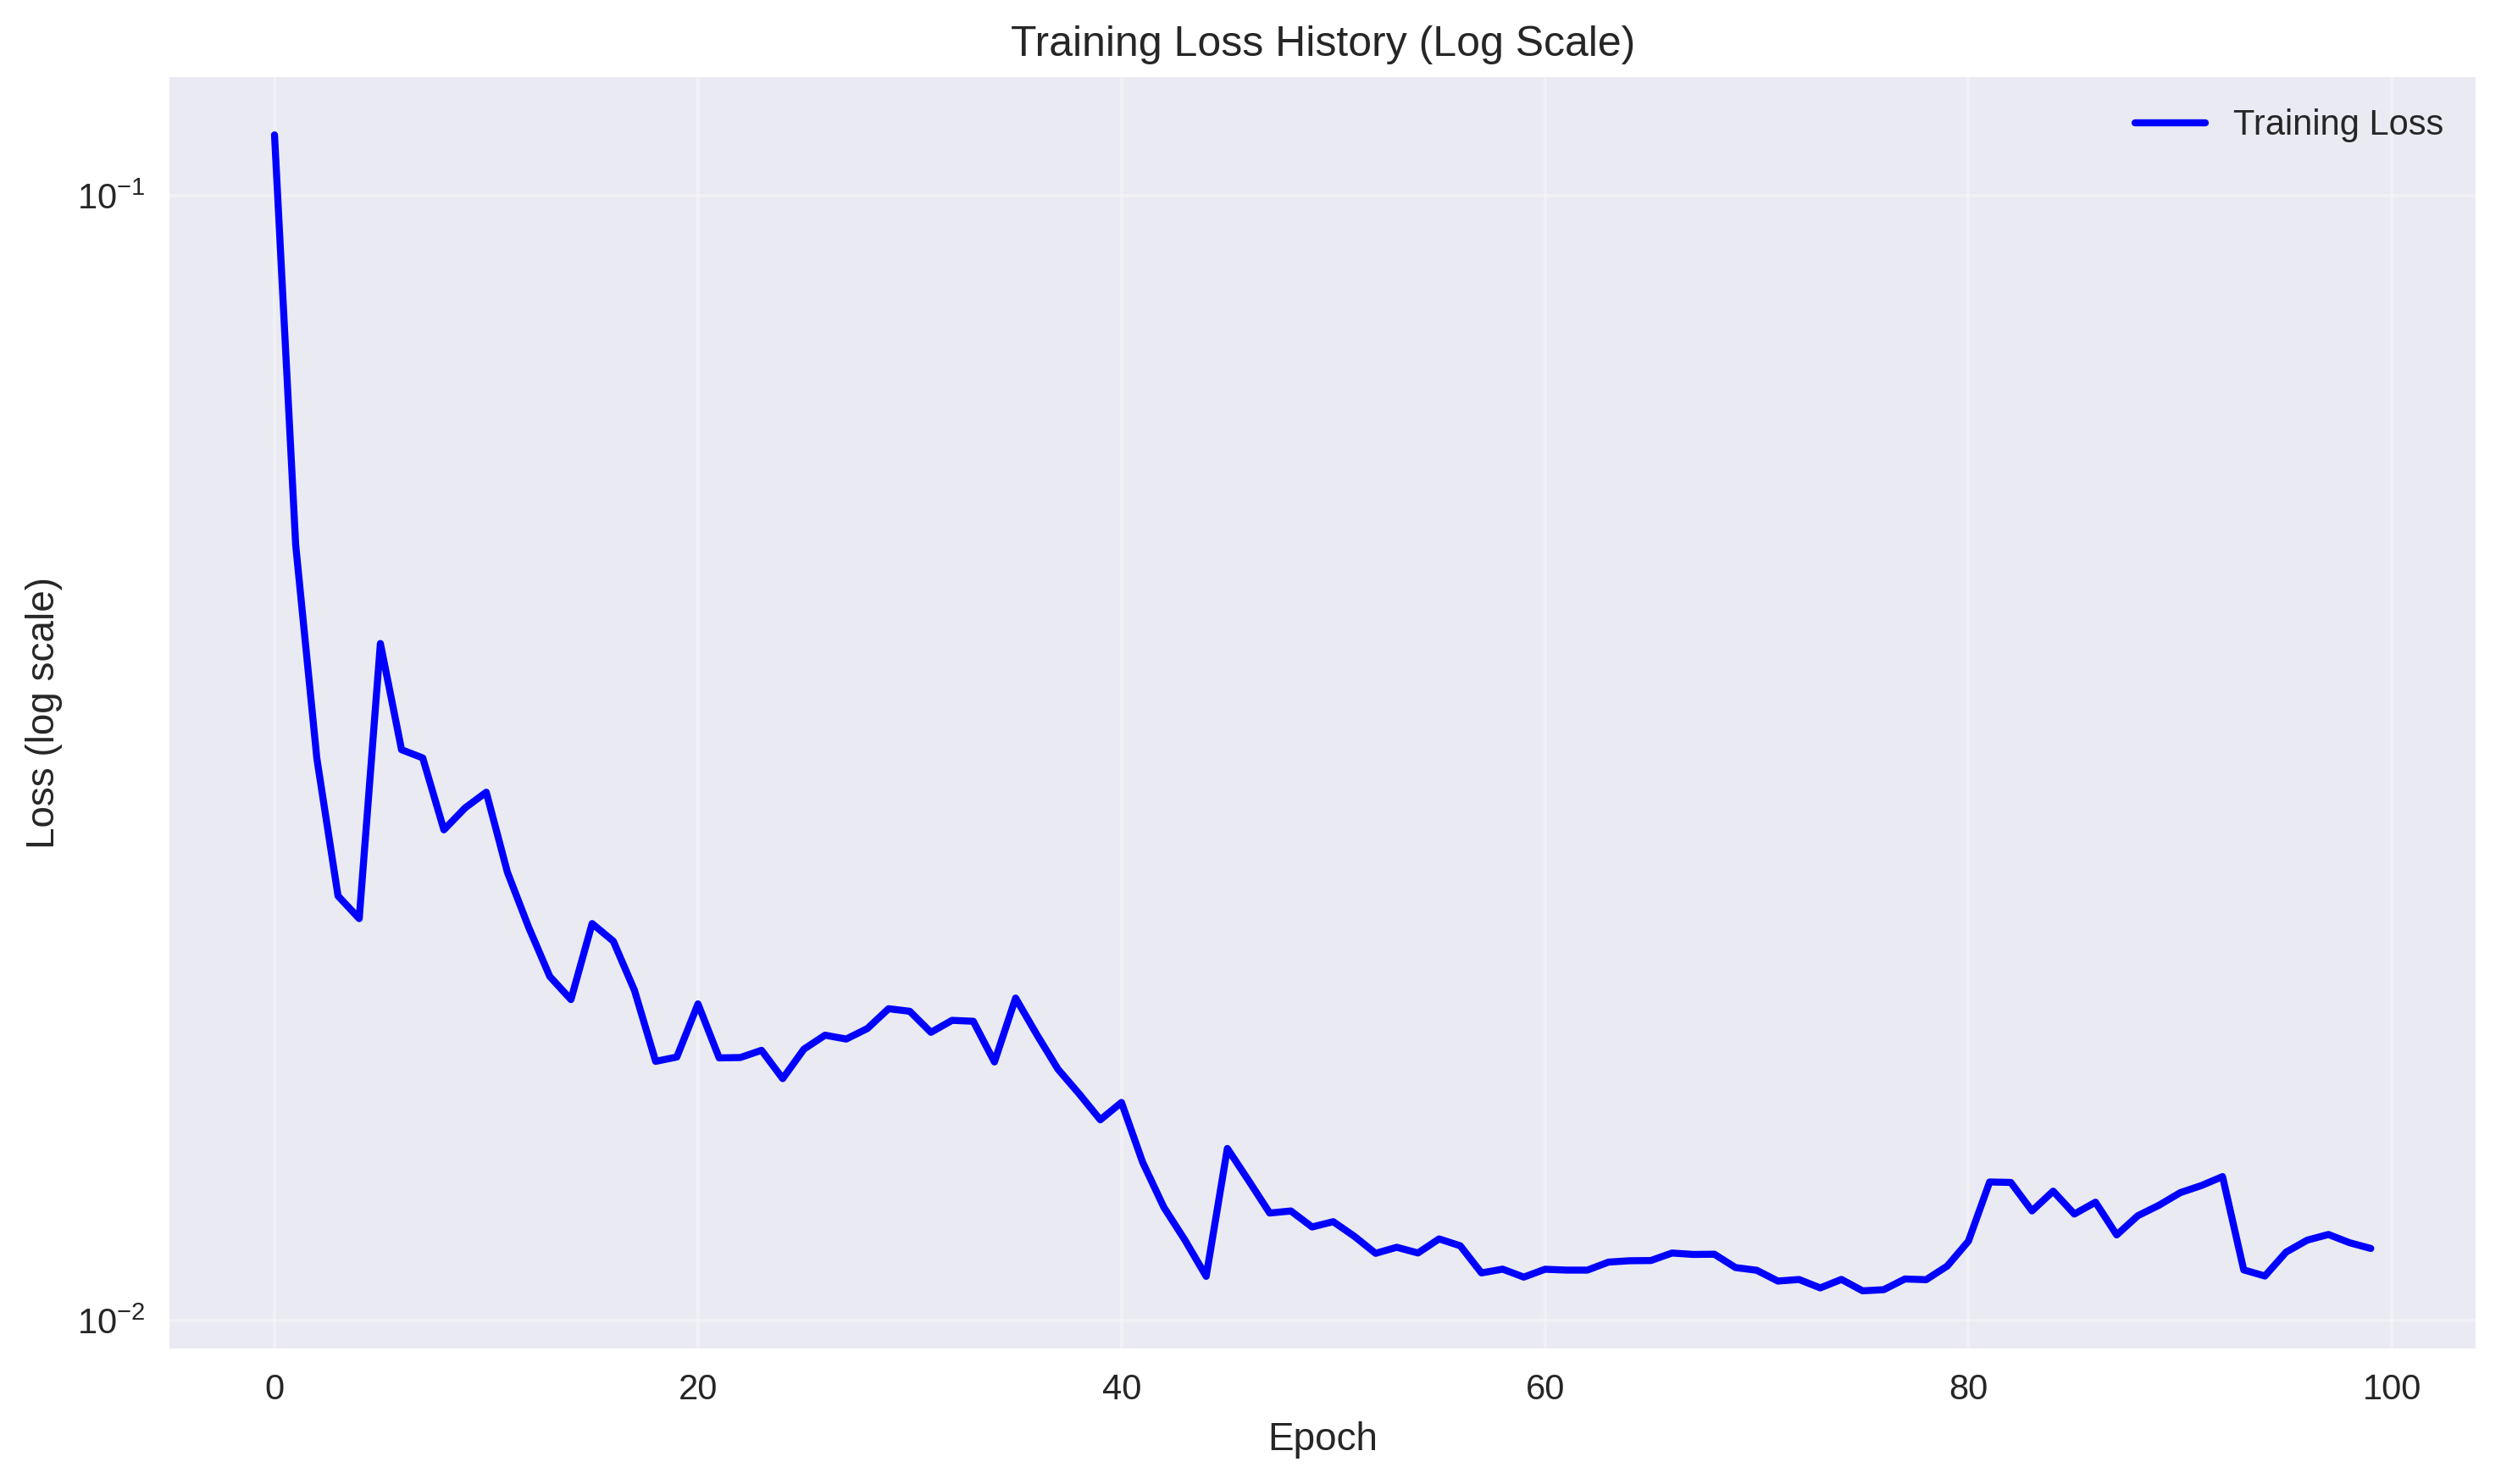 Training Loss History (Log Scale)
Training Loss
10⁻¹
Loss (log scale)
10⁻²
0 20 40 60 80 100
Epoch